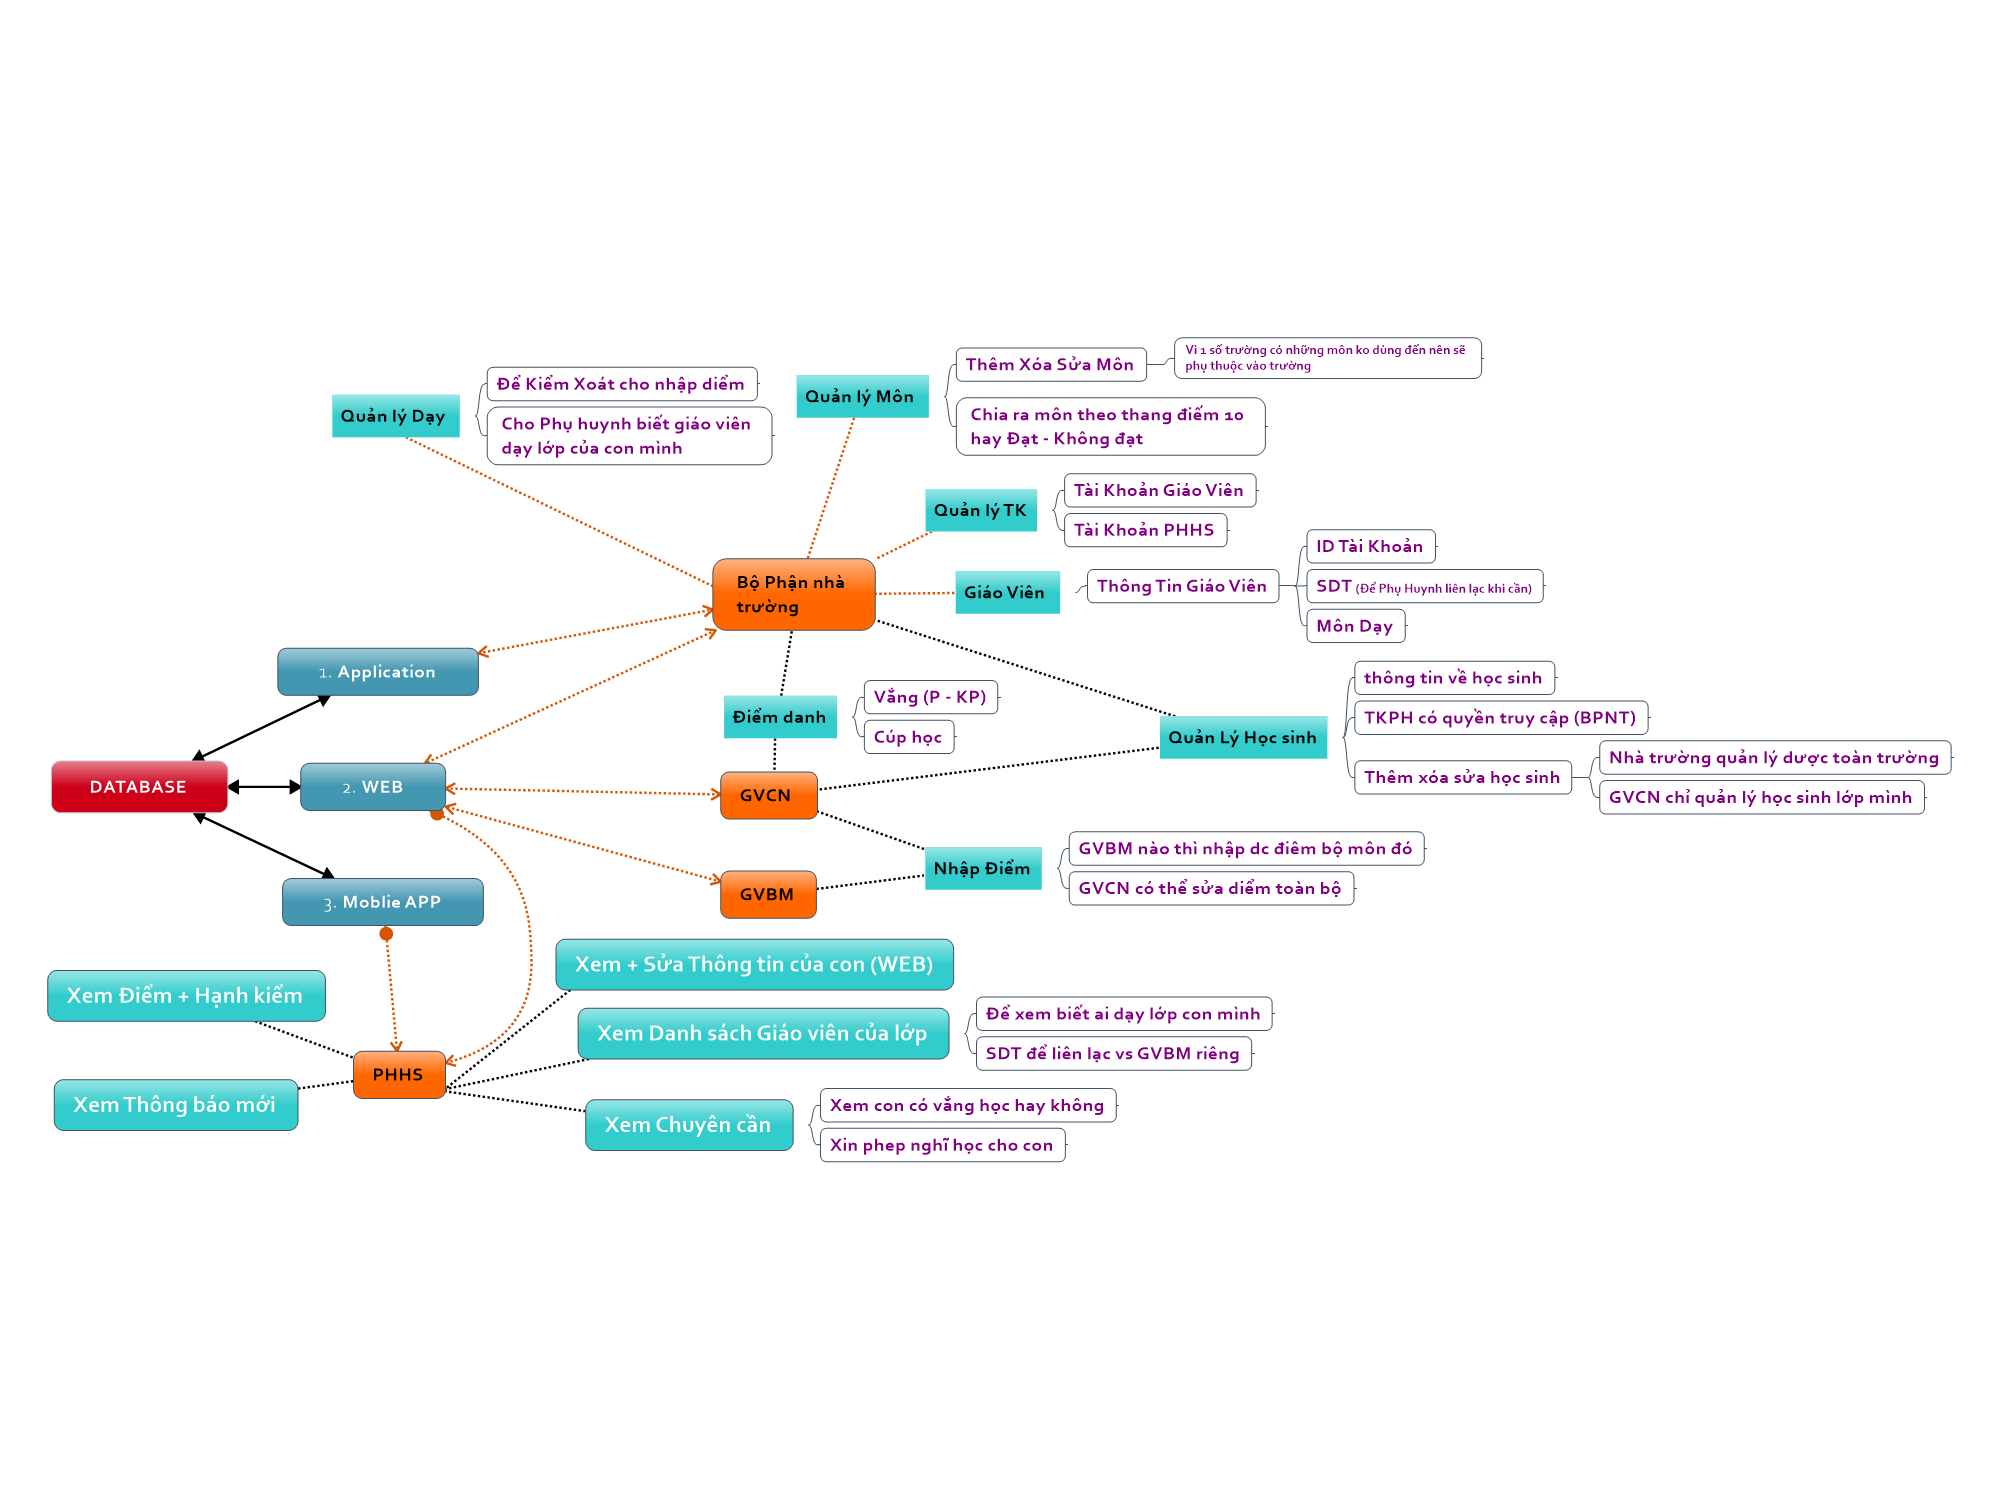 Quản lý Dạy
Để Kiểm Xoát cho nhập diểm
Cho Phụ huynh biết giáo viên
dạy lớp của con mình
Quản lý Môn
Thêm Xóa Sửa Môn
Vì 1 số trường có những môn ko dùng đến nên sẽ
phụ thuộc vào trường
Chia ra môn theo thang điểm 10
hay Đạt - Không đạt
Quản lý TK
Tài Khoản Giáo Viên
Tài Khoản PHHS
Bộ Phận nhà
trường
Giáo Viên
Thông Tin Giáo Viên
ID Tài Khoản
SDT (Để Phụ Huynh liên lạc khi cần)
Môn Dạy
1. Application
Điểm danh
Vắng (P - KP)
Cúp học
Quản Lý Học sinh
thông tin về học sinh
TKPH có quyền truy cập (BPNT)
Thêm xóa sửa học sinh
Nhà trường quản lý dược toàn trường
GVCN chỉ quản lý học sinh lớp mình
DATABASE
2. WEB
GVCN
Nhập Điểm
GVBM nào thì nhập dc điêm bộ môn đó
GVCN có thể sửa diểm toàn bộ
GVBM
3. Moblie APP
Xem Điểm + Hạnh kiểm
Xem + Sửa Thông tin của con (WEB)
Xem Danh sách Giáo viên của lớp
Để xem biết ai dạy lớp con mình
SDT để liên lạc vs GVBM riêng
PHHS
Xem Thông báo mới
Xem Chuyên cần
Xem con có vắng học hay không
Xin phep nghĩ học cho con